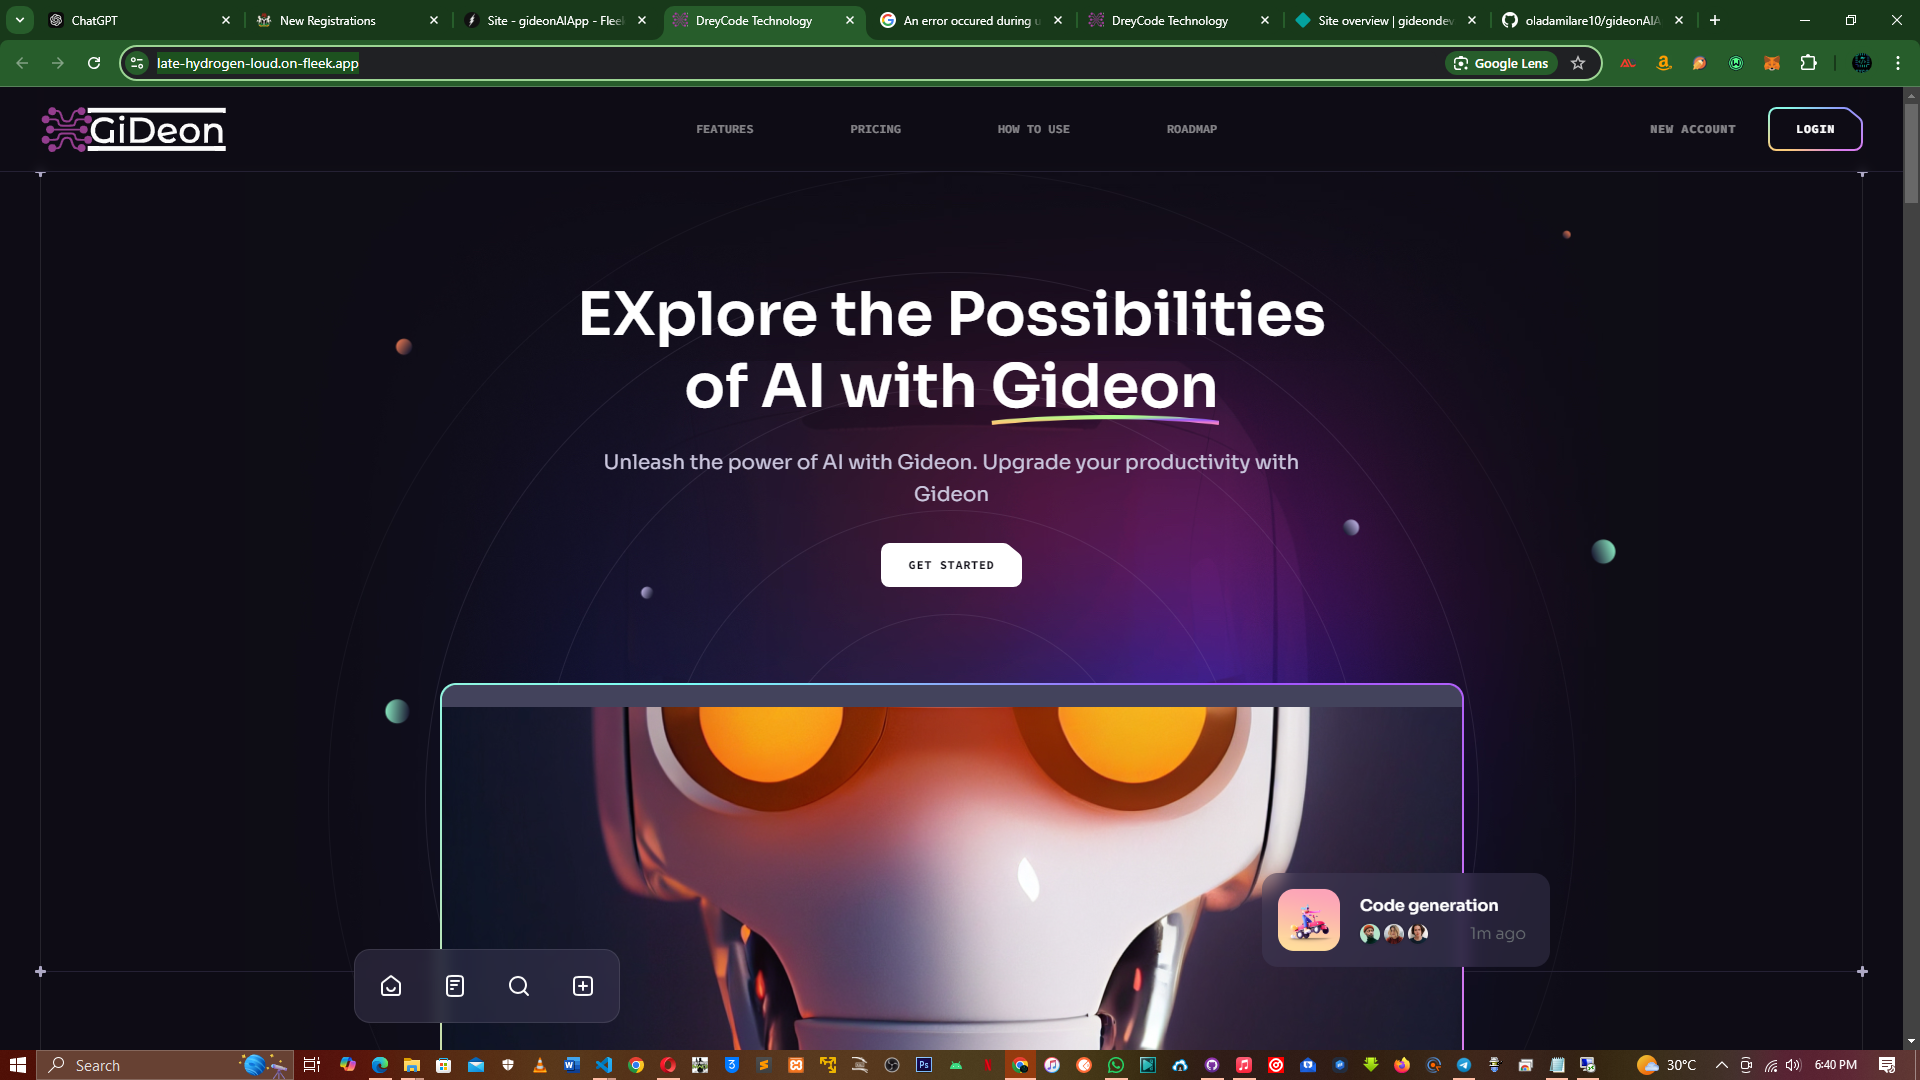 ChatGPT
New Registrations
Site - gideonAIApp - Flee
DreyCode Technology
An error occured during u
DreyCode Technology
Site overview | gideondev
oladamilare10/gideonAIA
late-hydrogen-loud.on-fleek.app
Google Lens
GiDeon
FEATURES
PRICING
HOW TO USE
ROADMAP
NEW ACCOUNT
LOGIN
EXplore the Possibilities
of AI with Gideon
Unleash the power of AI with Gideon. Upgrade your productivity with
Gideon
GET STARTED
Code generation
1m ago
Search
30°C
6:40 PM